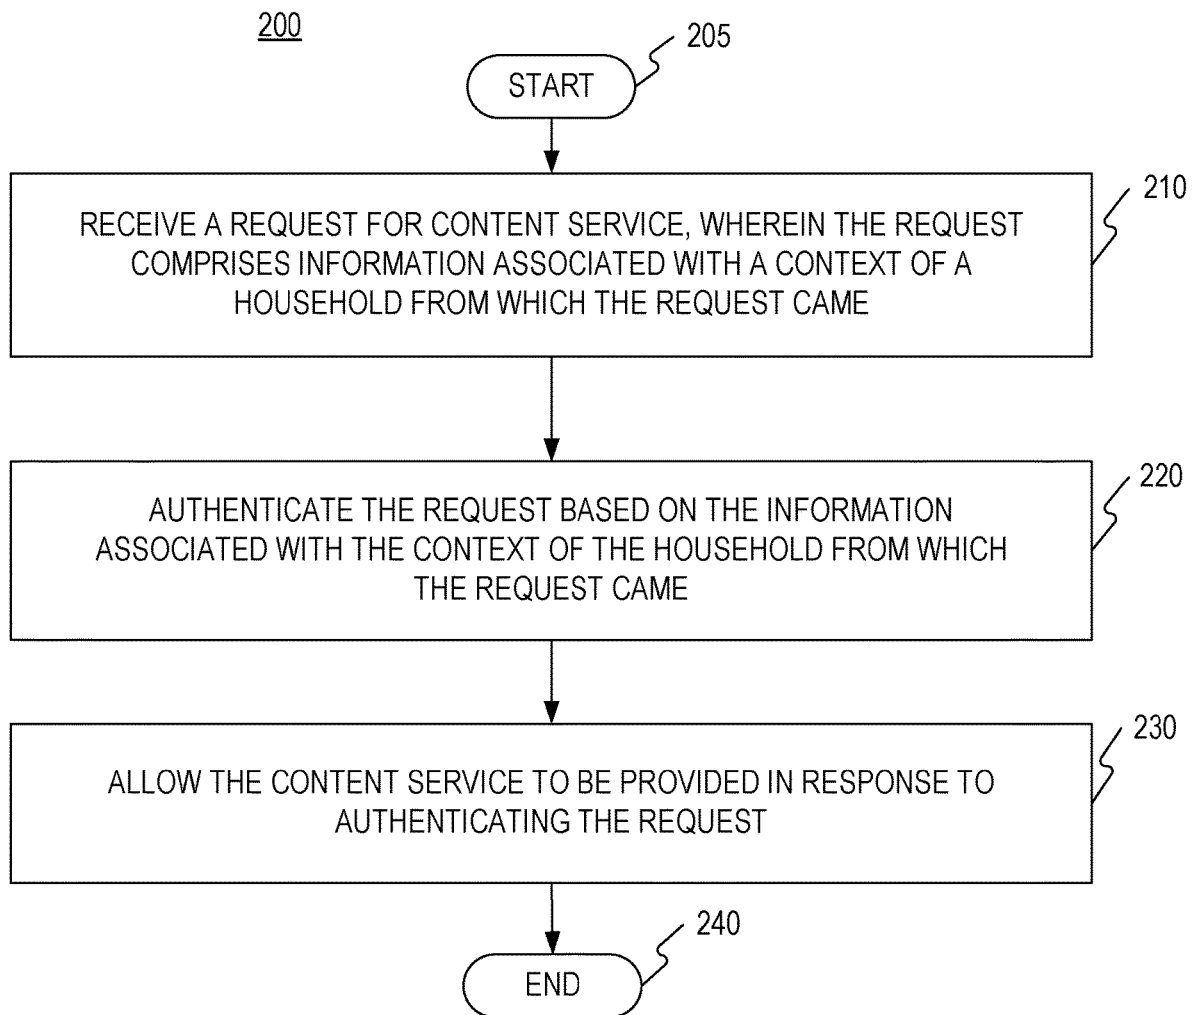 200
205
START
210
RECEIVE A REQUEST FOR CONTENT SERVICE, WHEREIN THE REQUEST
COMPRISES INFORMATION ASSOCIATED WITH A CONTEXT OF A
HOUSEHOLD FROM WHICH THE REQUEST CAME
220
AUTHENTICATE THE REQUEST BASED ON THE INFORMATION
ASSOCIATED WITH THE CONTEXT OF THE HOUSEHOLD FROM WHICH
THE REQUEST CAME
230
ALLOW THE CONTENT SERVICE TO BE PROVIDED IN RESPONSE TO
AUTHENTICATING THE REQUEST
240
END